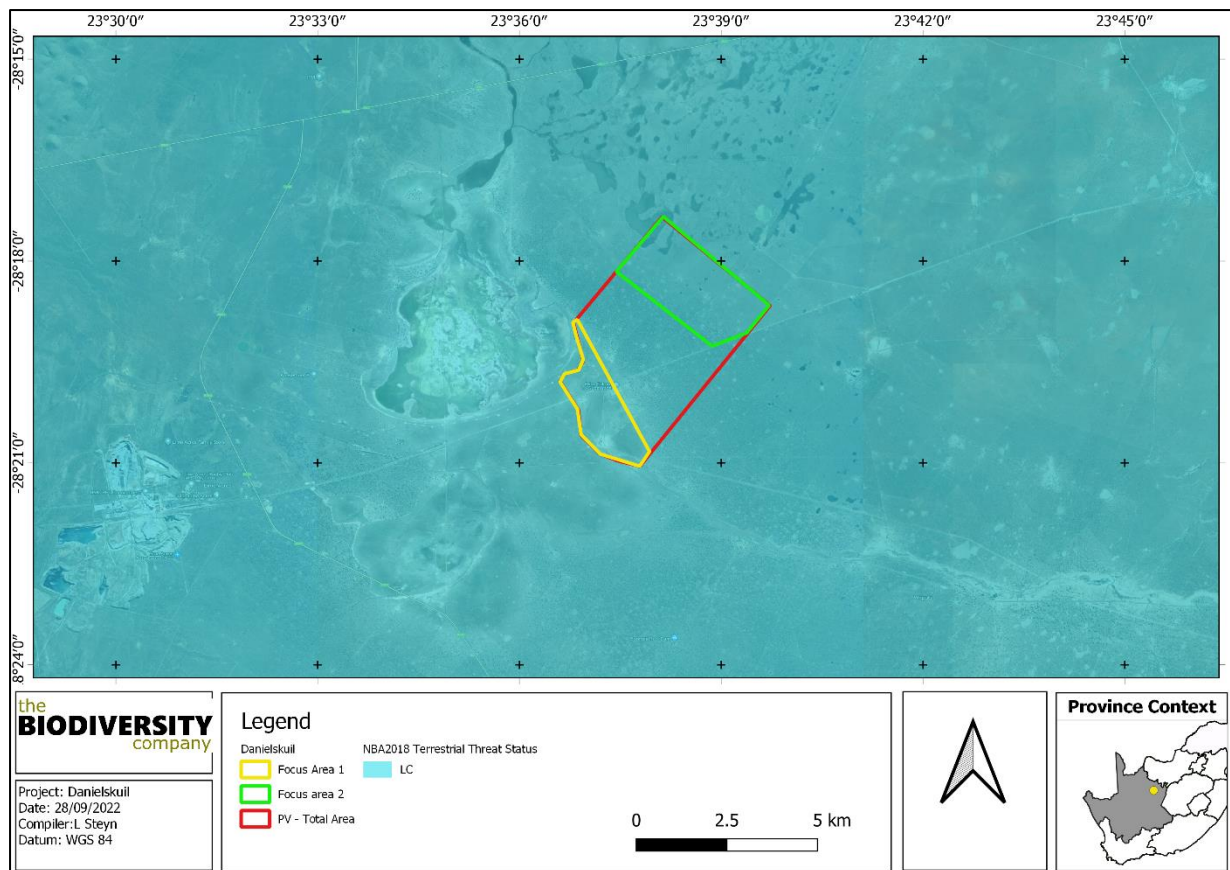 23°30′0″ 23°33′0″ 23°36′0″ 23°39′0″ 23°42′0″ 23°45′0″
-28°15′0″
-28°18′0″
-28°21′0″
8°24′0″
the
BIODIVERSITY
company
Project: Danielskuil
Date: 28/09/2022
Compiler:L Steyn
Datum: WGS 84
Legend
Danielskuil
Focus Area 1
Focus area 2
PV - Total Area
NBA2018 Terrestrial Threat Status
LC
0 2.5 5 km
Province Context